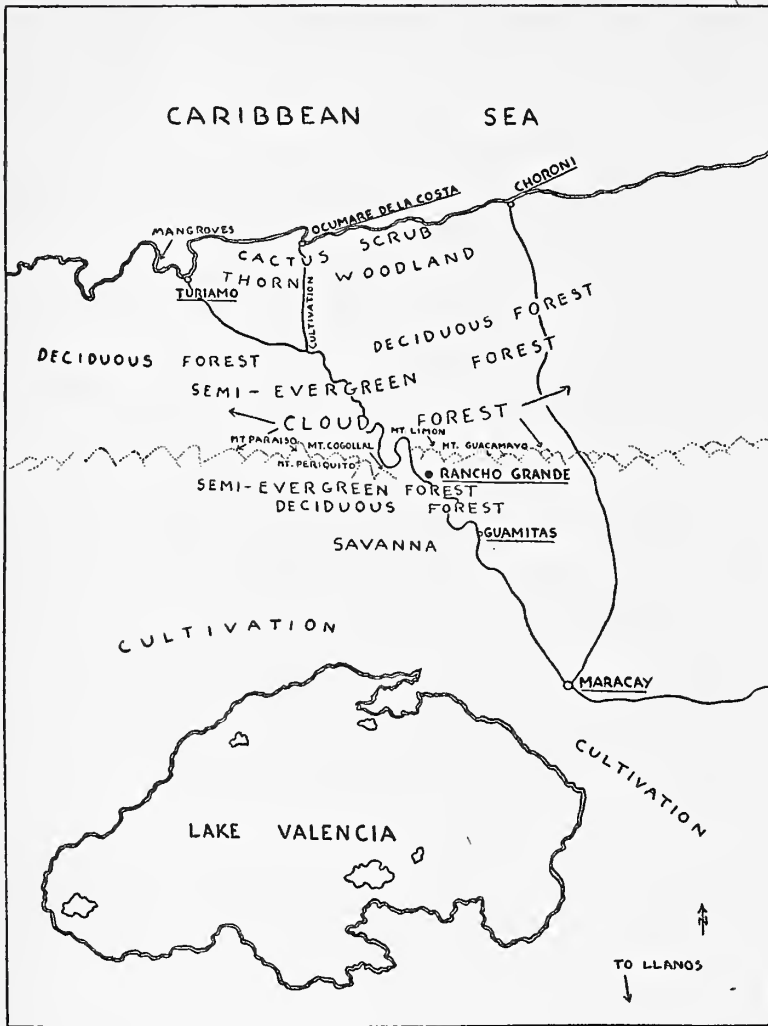 CARIBBEAN SEA
CHORONI
OCUMARE DE LA COSTA
MANGROVES
CACTUS SCRUB
THORN WOODLAND
TURIAMO
CULTIVATION
DECIDUOUS FOREST
DECIDUOUS FOREST
SEMI-EVERGREEN FOREST
CLOUD FOREST
MT. LIMON
MT PARAISO
MT. COGOLLAL
MT. GUACAMAYO
MT. PERIQUITO
RANCHO GRANDE
SEMI-EVERGREEN FOREST
DECIDUOUS FOREST
GUAMITAS
SAVANNA
CULTIVATION
MARACAY
CULTIVATION
LAKE VALENCIA
N
TO LLANOS